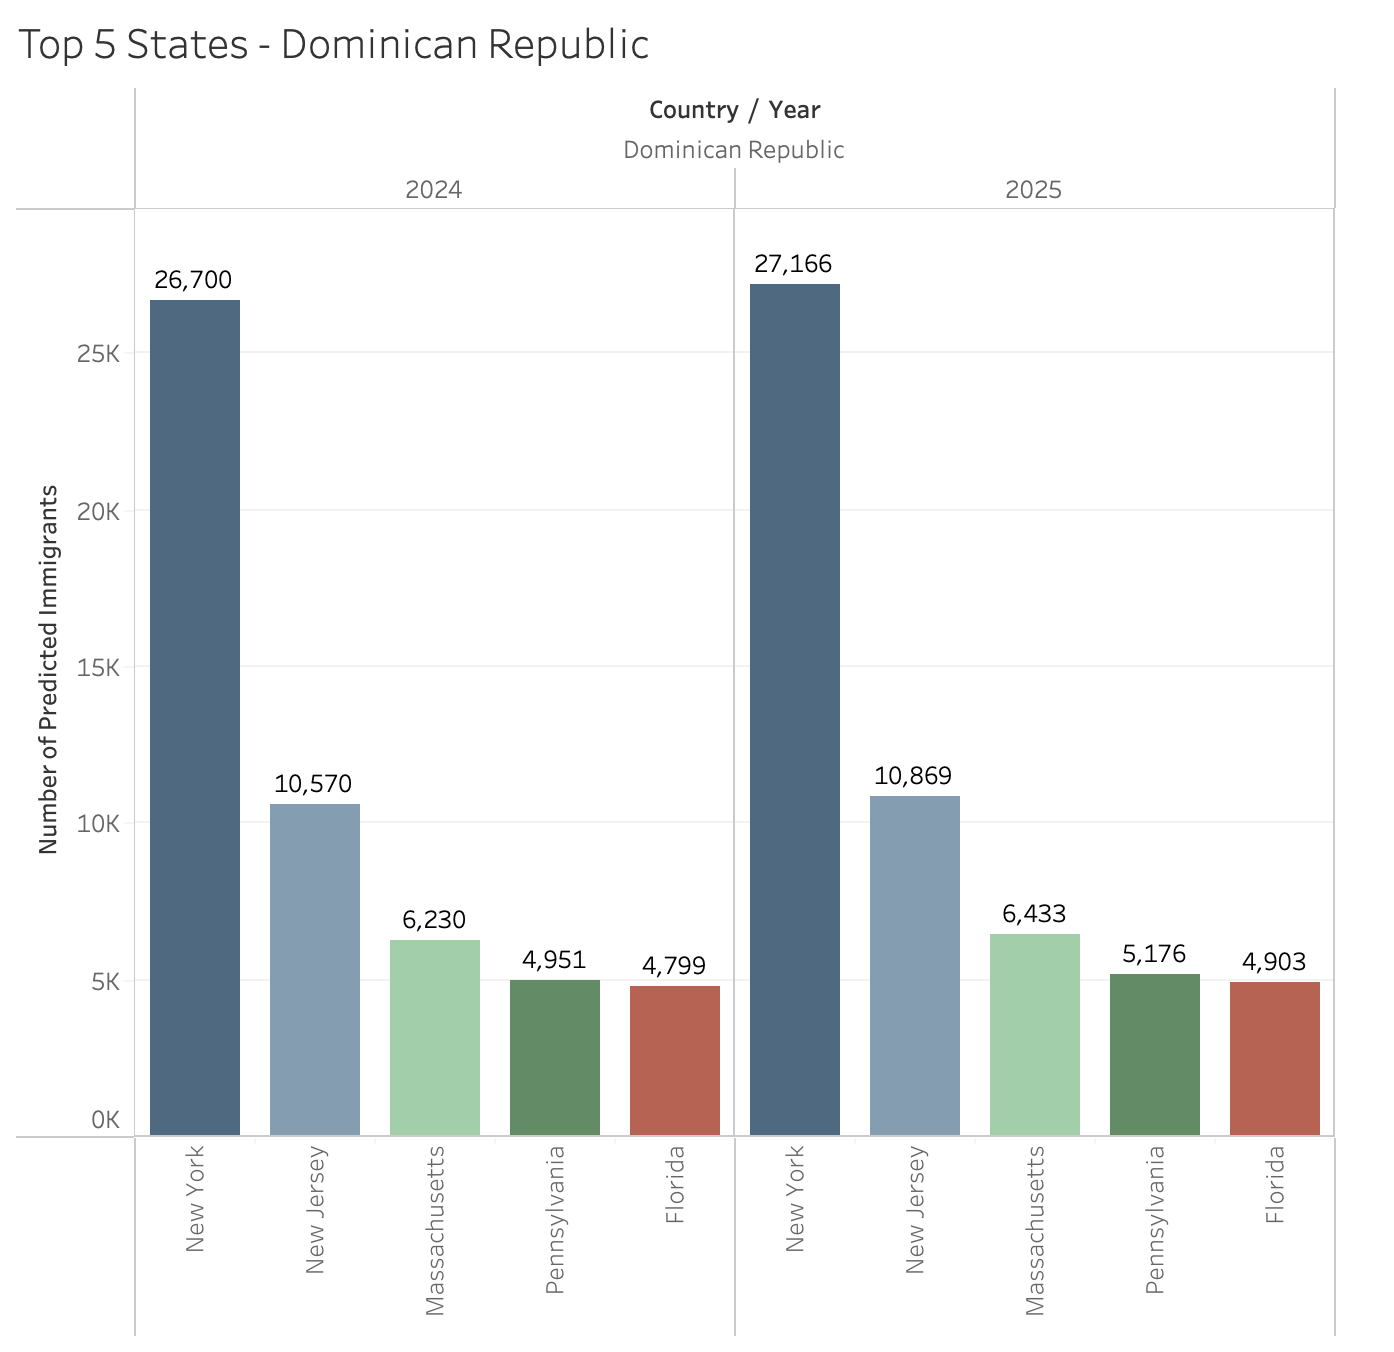 Top 5 States - Dominican Republic
Country / Year
Dominican Republic
2024 2025
Number of Predicted Immigrants
25K
20K
15K
10K
5K
0K
26,700
10,570
6,230
4,951
4,799
27,166
10,869
6,433
5,176
4,903
New York
New Jersey
Massachusetts
Pennsylvania
Florida
New York
New Jersey
Massachusetts
Pennsylvania
Florida